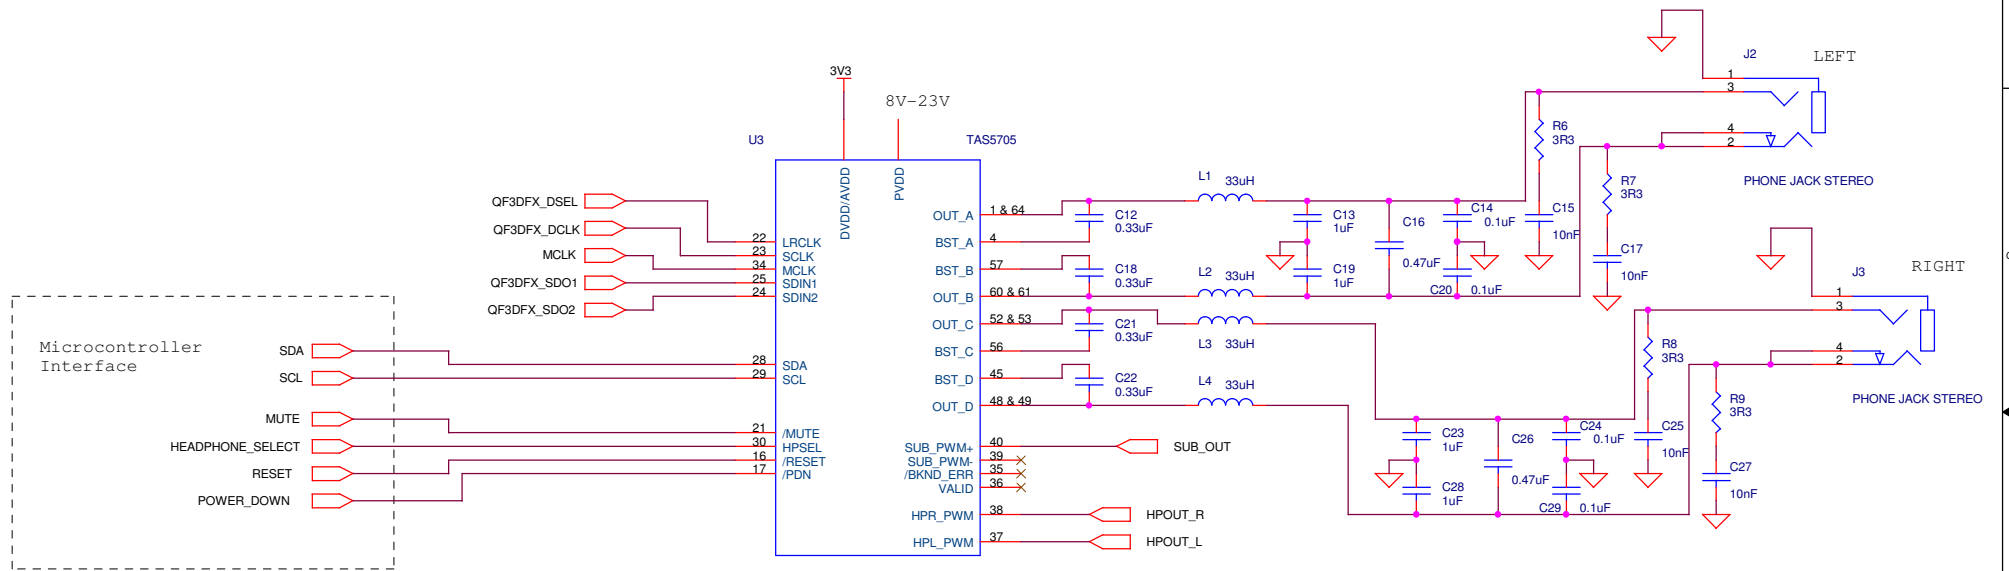 3V3
8V-23V
U3
TAS5705
DVDD/AVDD
PVDD
QF3DFX_DSEL
QF3DFX_DCLK
MCLK
QF3DFX_SDO1
QF3DFX_SDO2
22
23
34
25
24
LRCLK
SCLK
MCLK
SDIN1
SDIN2
Microcontroller
Interface
SDA
SCL
MUTE
HEADPHONE_SELECT
RESET
POWER_DOWN
28
29
21
30
16
17
SDA
SCL
/MUTE
HPSEL
/RESET
/PDN
OUT_A
BST_A
BST_B
OUT_B
OUT_C
BST_C
BST_D
OUT_D
SUB_PWM+
SUB_PWM-
/BKND_ERR
VALID
HPR_PWM
HPL_PWM
1 & 64
4
57
60 & 61
52 & 53
56
45
48 & 49
40
39
35
36
38
37
SUB_OUT
HPOUT_R
HPOUT_L
C12
0.33uF
C18
0.33uF
C21
0.33uF
C22
0.33uF
L1
33uH
L2
33uH
L3
33uH
L4
33uH
C13
1uF
C19
1uF
C16
0.47uF
C14
0.1uF
C20
0.1uF
R6
3R3
C15
10nF
R7
3R3
C17
10nF
J2
LEFT
1
3
4
2
PHONE JACK STEREO
C23
1uF
C28
1uF
C26
0.47uF
C24
0.1uF
C29
0.1uF
R8
3R3
C25
10nF
R9
3R3
C27
10nF
J3
RIGHT
1
3
4
2
PHONE JACK STEREO